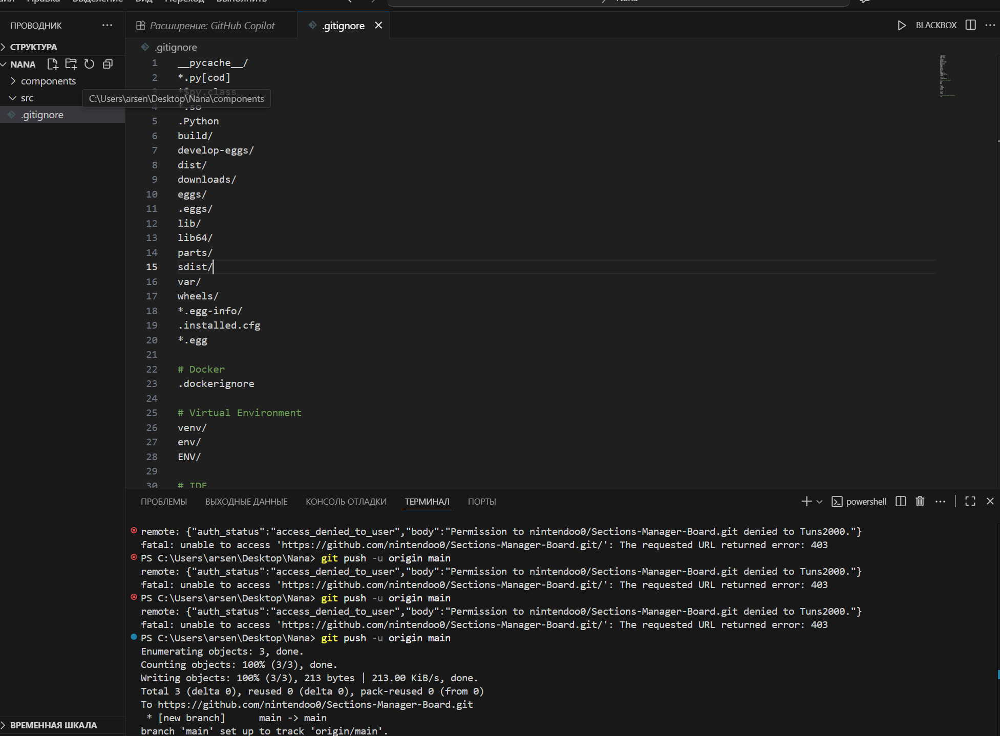 Правка Выделение Вид Переход Выполнить Nana
ПРОВОДНИК
Расширение: GitHub Copilot
.gitignore
BLACKBOX
СТРУКТУРА
NANA
components
src
.gitignore
C:\Users\arsen\Desktop\Nana\components
.gitignore
1 __pycache__/
2 *.py[cod]
3 *$py.class
4 *.so
5 .Python
6 build/
7 develop-eggs/
8 dist/
9 downloads/
10 eggs/
11 .eggs/
12 lib/
13 lib64/
14 parts/
15 sdist/
16 var/
17 wheels/
18 *.egg-info/
19 .installed.cfg
20 *.egg
21
22 # Docker
23 .dockerignore
24
25 # Virtual Environment
26 venv/
27 env/
28 ENV/
29
30 # IDE
ПРОБЛЕМЫ ВЫХОДНЫЕ ДАННЫЕ КОНСОЛЬ ОТЛАДКИ ТЕРМИНАЛ ПОРТЫ
powershell
remote: {"auth_status":"access_denied_to_user","body":"Permission to nintendoo0/Sections-Manager-Board.git denied to Tuns2000."}
fatal: unable to access 'https://github.com/nintendoo0/Sections-Manager-Board.git/': The requested URL returned error: 403
PS C:\Users\arsen\Desktop\Nana> git push -u origin main
remote: {"auth_status":"access_denied_to_user","body":"Permission to nintendoo0/Sections-Manager-Board.git denied to Tuns2000."}
fatal: unable to access 'https://github.com/nintendoo0/Sections-Manager-Board.git/': The requested URL returned error: 403
PS C:\Users\arsen\Desktop\Nana> git push -u origin main
remote: {"auth_status":"access_denied_to_user","body":"Permission to nintendoo0/Sections-Manager-Board.git denied to Tuns2000."}
fatal: unable to access 'https://github.com/nintendoo0/Sections-Manager-Board.git/': The requested URL returned error: 403
PS C:\Users\arsen\Desktop\Nana> git push -u origin main
Enumerating objects: 3, done.
Counting objects: 100% (3/3), done.
Writing objects: 100% (3/3), 213 bytes | 213.00 KiB/s, done.
Total 3 (delta 0), reused 0 (delta 0), pack-reused 0 (from 0)
To https://github.com/nintendoo0/Sections-Manager-Board.git
 * [new branch]      main -> main
branch 'main' set up to track 'origin/main'.
ВРЕМЕННАЯ ШКАЛА